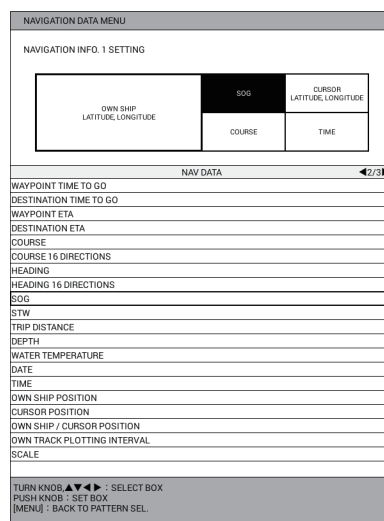 NAVIGATION DATA MENU
NAVIGATION INFO. 1 SETTING
OWN SHIP
LATITUDE, LONGITUDE
SOG
CURSOR
LATITUDE, LONGITUDE
COURSE
TIME
NAV DATA ◀2/3▶
WAYPOINT TIME TO GO
DESTINATION TIME TO GO
WAYPOINT ETA
DESTINATION ETA
COURSE
COURSE 16 DIRECTIONS
HEADING
HEADING 16 DIRECTIONS
SOG
STW
TRIP DISTANCE
DEPTH
WATER TEMPERATURE
DATE
TIME
OWN SHIP POSITION
CURSOR POSITION
OWN SHIP / CURSOR POSITION
OWN TRACK PLOTTING INTERVAL
SCALE
TURN KNOB,▲▼◀ ▶ : SELECT BOX
PUSH KNOB : SET BOX
[MENU] : BACK TO PATTERN SEL.